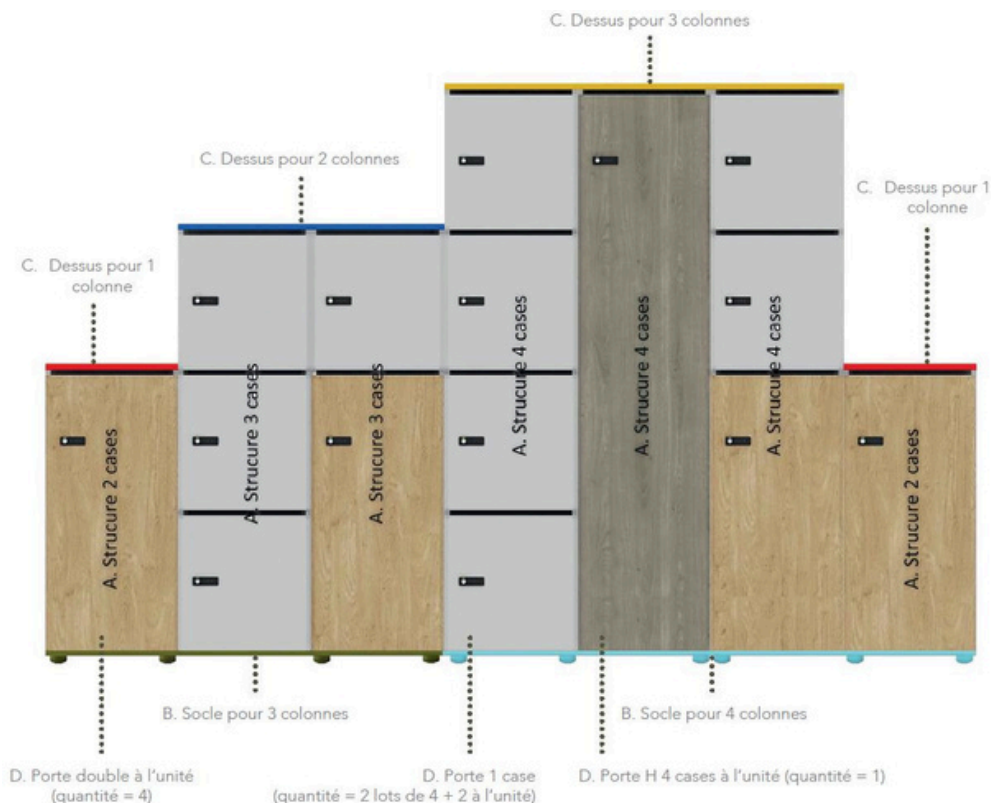 C. Dessus pour 3 colonnes
C. Dessus pour 2 colonnes
C. Dessus pour 1
colonne
C. Dessus pour 1
colonne
A. Strucure 2 cases
A. Strucure 3 cases
A. Strucure 3 cases
A. Strucure 4 cases
A. Strucure 4 cases
A. Strucure 4 cases
A. Strucure 2 cases
B. Socle pour 3 colonnes
B. Socle pour 4 colonnes
D. Porte double à l'unité
(quantité = 4)
D. Porte 1 case
(quantité = 2 lots de 4 + 2 à l'unité)
D. Porte H 4 cases à l'unité (quantité = 1)